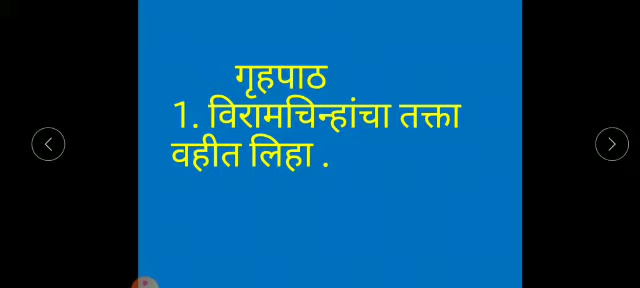 गृहपाठ
1. विरामचिन्हांचा तक्ता
वहीत लिहा .